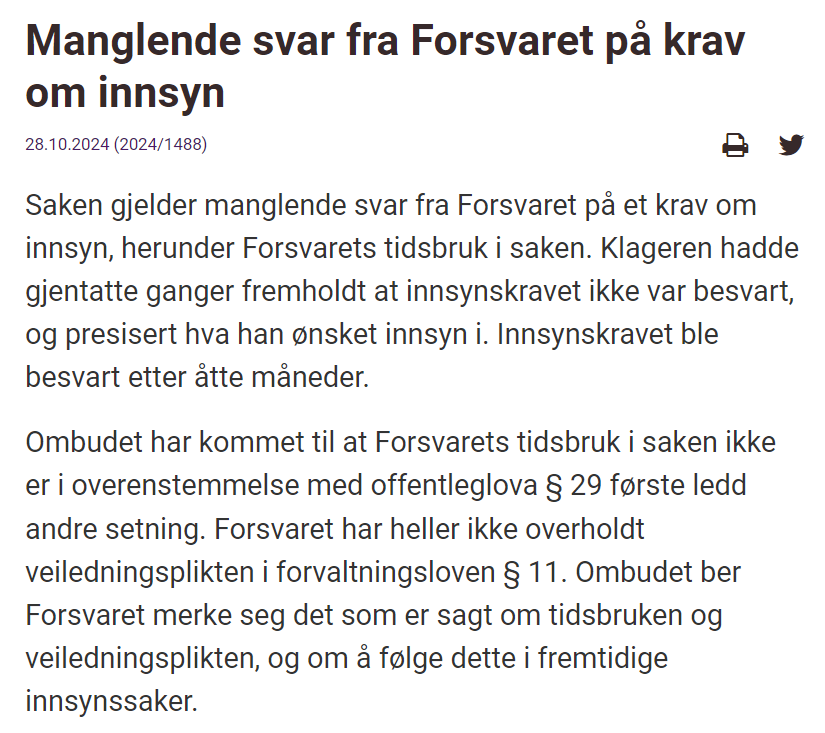 Manglende svar fra Forsvaret på krav
om innsyn
28.10.2024 (2024/1488)
Saken gjelder manglende svar fra Forsvaret på et krav om
innsyn, herunder Forsvarets tidsbruk i saken. Klageren hadde
gjentatte ganger fremholdt at innsynskravet ikke var besvart,
og presisert hva han ønsket innsyn i. Innsynskravet ble
besvart etter åtte måneder.
Ombudet har kommet til at Forsvarets tidsbruk i saken ikke
er i overenstemmelse med offentleglova § 29 første ledd
andre setning. Forsvaret har heller ikke overholdt
veiledningsplikten i forvaltningsloven § 11. Ombudet ber
Forsvaret merke seg det som er sagt om tidsbruken og
veiledningsplikten, og om å følge dette i fremtidige
innsynssaker.